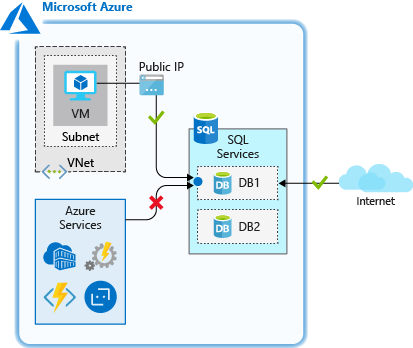 Microsoft Azure
Public IP
VM
Subnet
VNet
SQL
SQL
Services
DB
DB1
DB
DB2
Internet
Azure
Services